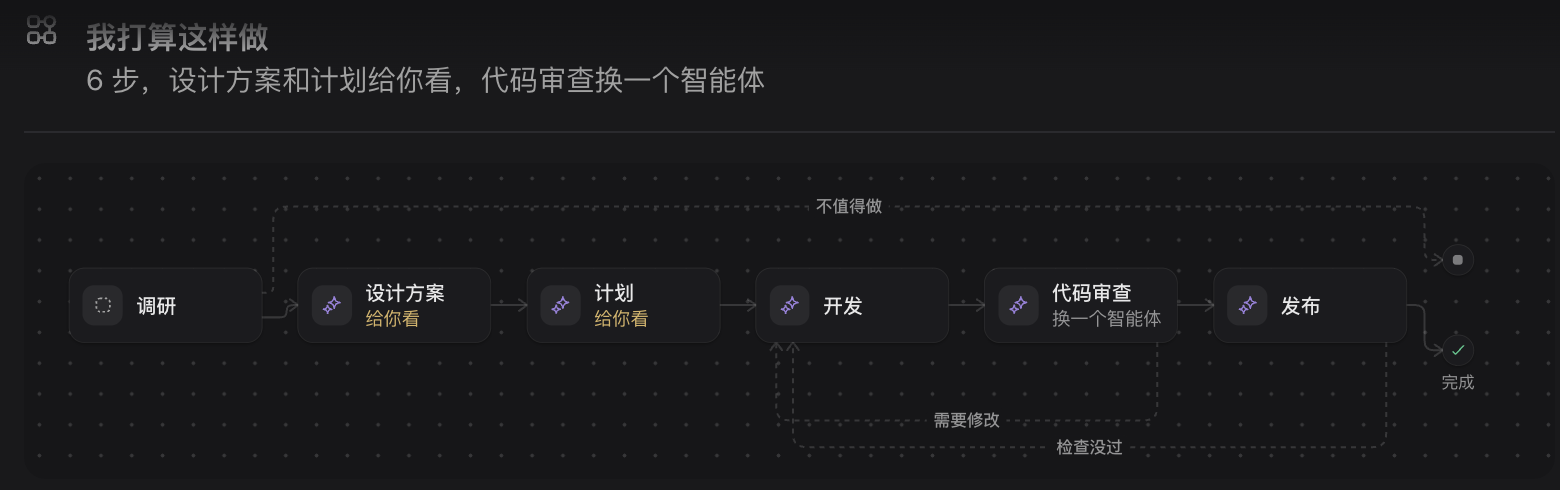 我打算这样做
6 步，设计方案和计划给你看，代码审查换一个智能体
不值得做
调研
设计方案
给你看
计划
给你看
开发
代码审查
换一个智能体
发布
完成
需要修改
检查没过